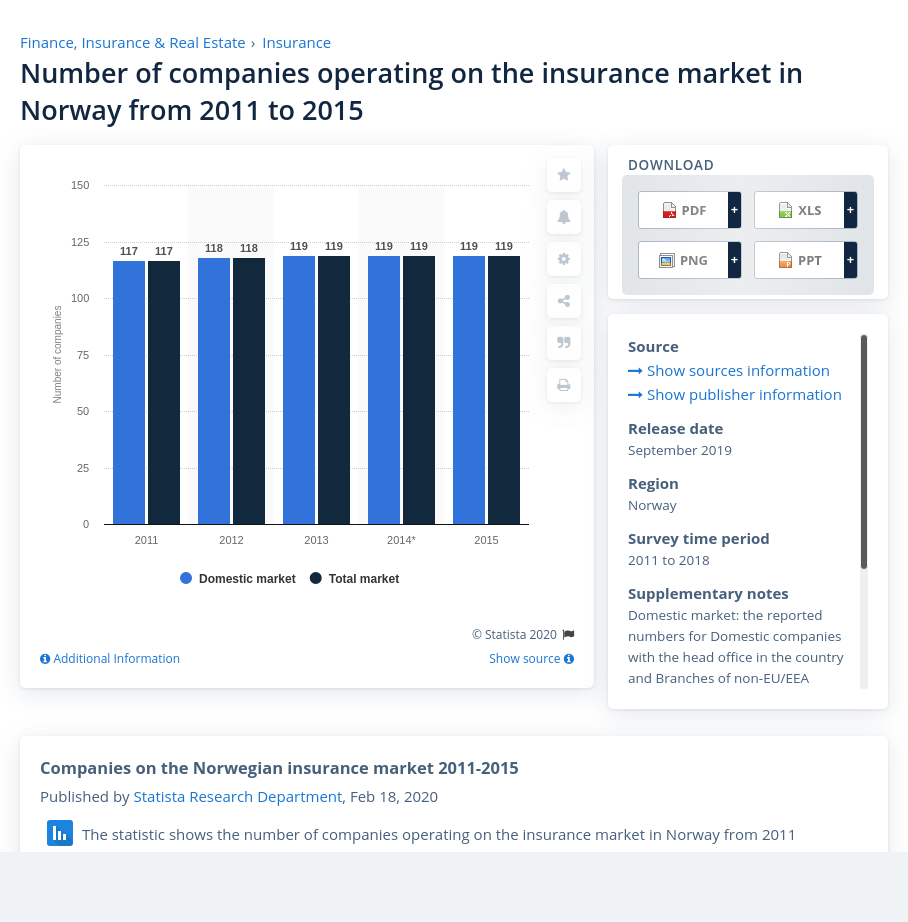 Finance, Insurance & Real Estate › Insurance
Number of companies operating on the insurance market in
Norway from 2011 to 2015
150
125
100
75
50
25
0
Number of companies
117 117 118 118 119 119 119 119 119 119
2011 2012 2013 2014* 2015
Domestic market Total market
© Statista 2020
Additional Information Show source
DOWNLOAD
PDF + XLS +
PNG + PPT +
Source
Show sources information
Show publisher information
Release date
September 2019
Region
Norway
Survey time period
2011 to 2018
Supplementary notes
Domestic market: the reported
numbers for Domestic companies
with the head office in the country
and Branches of non-EU/EEA
Companies on the Norwegian insurance market 2011-2015
Published by Statista Research Department, Feb 18, 2020
The statistic shows the number of companies operating on the insurance market in Norway from 2011